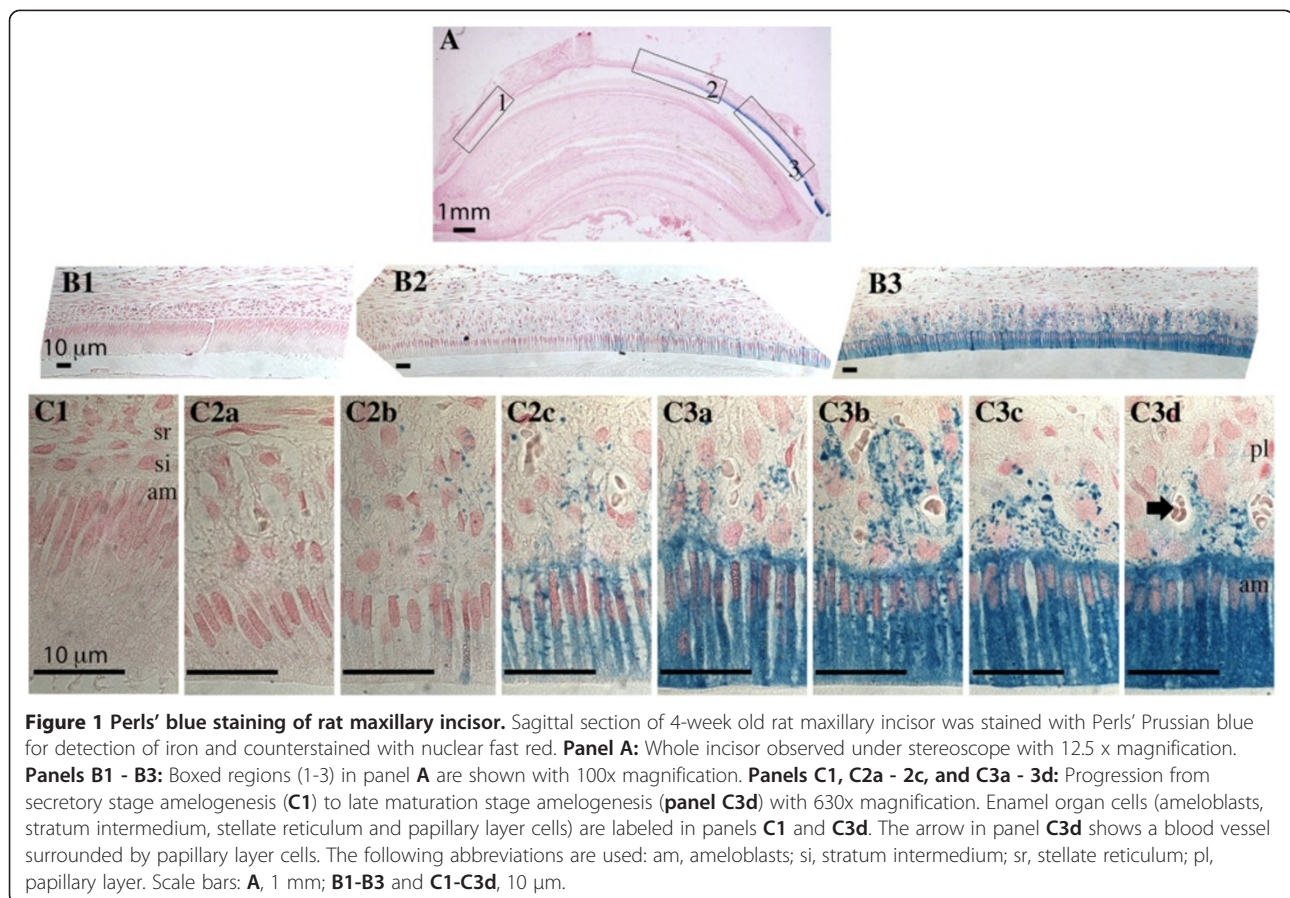 A
1
2
3
1mm
B1
B2
B3
10 μm
C1
C2a
C2b
C2c
C3a
C3b
C3c
C3d
sr
si
am
pl
am
10 μm
Figure 1 Perls' blue staining of rat maxillary incisor. Sagittal section of 4-week old rat maxillary incisor was stained with Perls' Prussian blue
for detection of iron and counterstained with nuclear fast red. Panel A: Whole incisor observed under stereoscope with 12.5 x magnification.
Panels B1 - B3: Boxed regions (1-3) in panel A are shown with 100x magnification. Panels C1, C2a - 2c, and C3a - 3d: Progression from
secretory stage amelogenesis (C1) to late maturation stage amelogenesis (panel C3d) with 630x magnification. Enamel organ cells (ameloblasts,
stratum intermedium, stellate reticulum and papillary layer cells) are labeled in panels C1 and C3d. The arrow in panel C3d shows a blood vessel
surrounded by papillary layer cells. The following abbreviations are used: am, ameloblasts; si, stratum intermedium; sr, stellate reticulum; pl,
papillary layer. Scale bars: A, 1 mm; B1-B3 and C1-C3d, 10 μm.